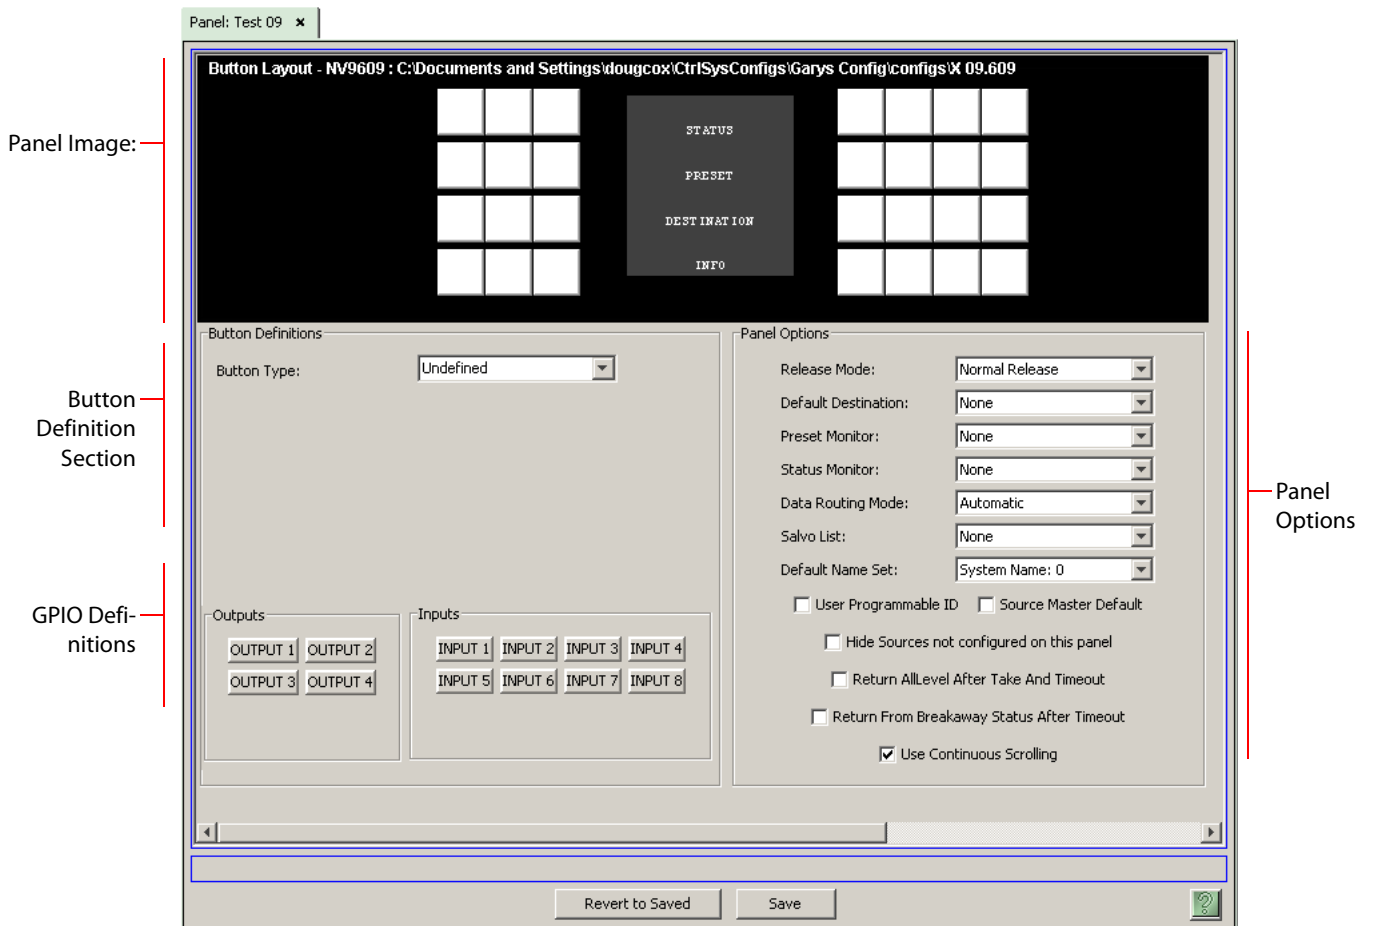 Panel: Test 09 ×
Button Layout - NV9609 : C:\Documents and Settings\dougcox\CtrlSysConfigs\Garys Config\configs\X 09.609
STATUS
PRESET
DESTINATION
INFO
Panel Image:
Button Definitions
Button Type:
Undefined
Button
Definition
Section
GPIO Defi-
nitions
Outputs
OUTPUT 1 OUTPUT 2
OUTPUT 3 OUTPUT 4
Inputs
INPUT 1 INPUT 2 INPUT 3 INPUT 4
INPUT 5 INPUT 6 INPUT 7 INPUT 8
Panel Options
Release Mode: Normal Release
Default Destination: None
Preset Monitor: None
Status Monitor: None
Data Routing Mode: Automatic
Salvo List: None
Default Name Set: System Name: 0
User Programmable ID Source Master Default
Hide Sources not configured on this panel
Return AllLevel After Take And Timeout
Return From Breakaway Status After Timeout
Use Continuous Scrolling
Panel
Options
Revert to Saved Save ?